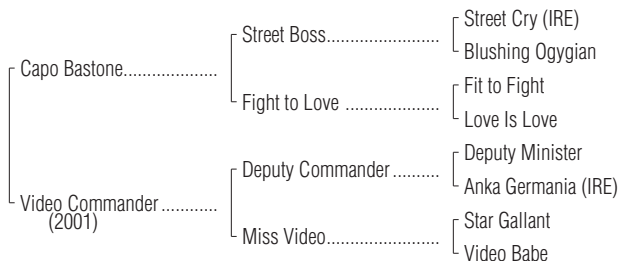 Street Cry (IRE)
Street Boss.......................
Blushing Ogygian
Capo Bastone....................
Fit to Fight
Fight to Love ....................
Love Is Love
Deputy Minister
Deputy Commander ..........
Anka Germania (IRE)
Video Commander ............
(2001)
Star Gallant
Miss Video........................
Video Babe